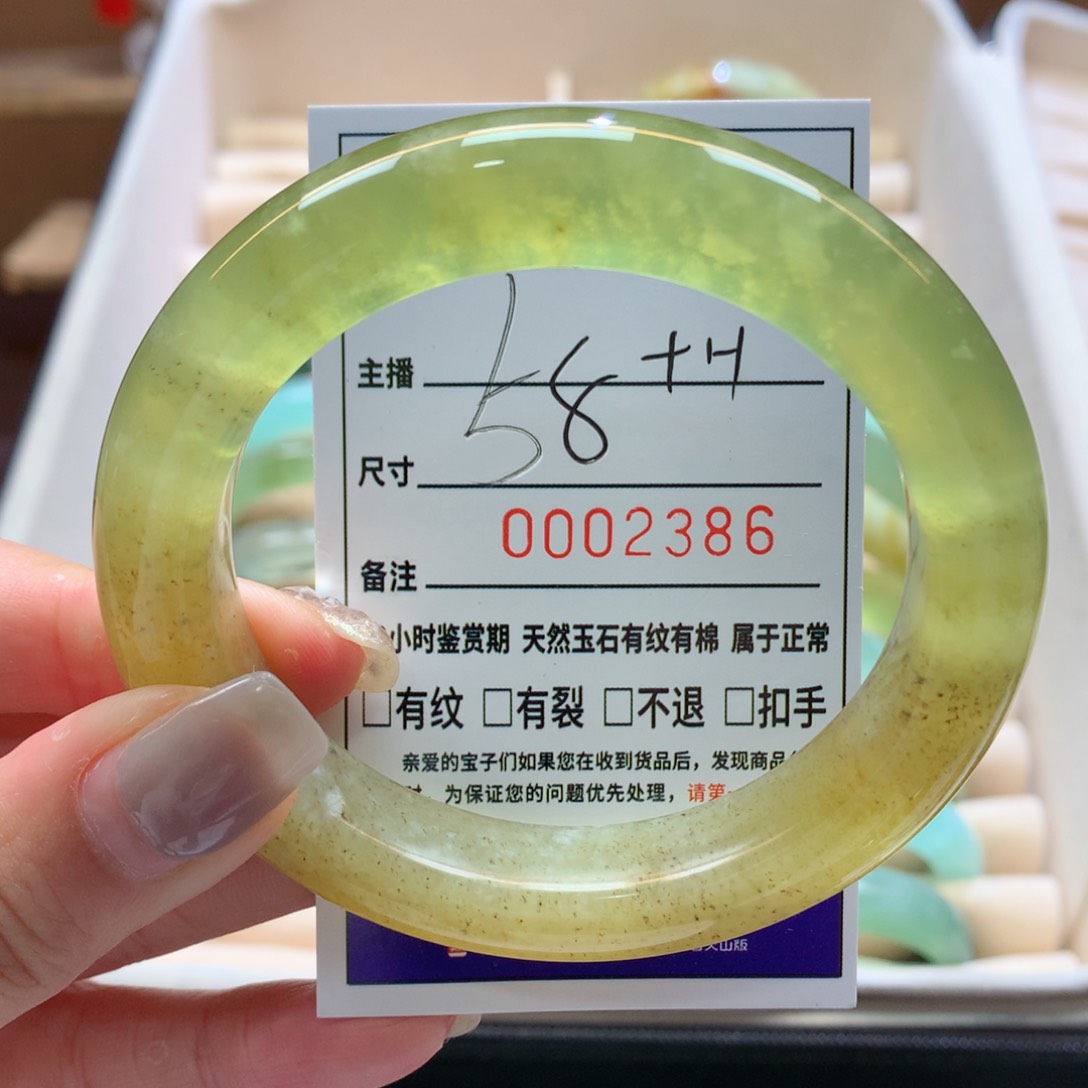 主播
58 +H
尺寸
0002386
备注
小时鉴赏期 天然玉石有纹有棉 属于正常
□有纹 □有裂 □不退 □扣手
亲爱的宝子们如果您在收到货品后，发现商品
为保证您的问题优先处理，请第
山版